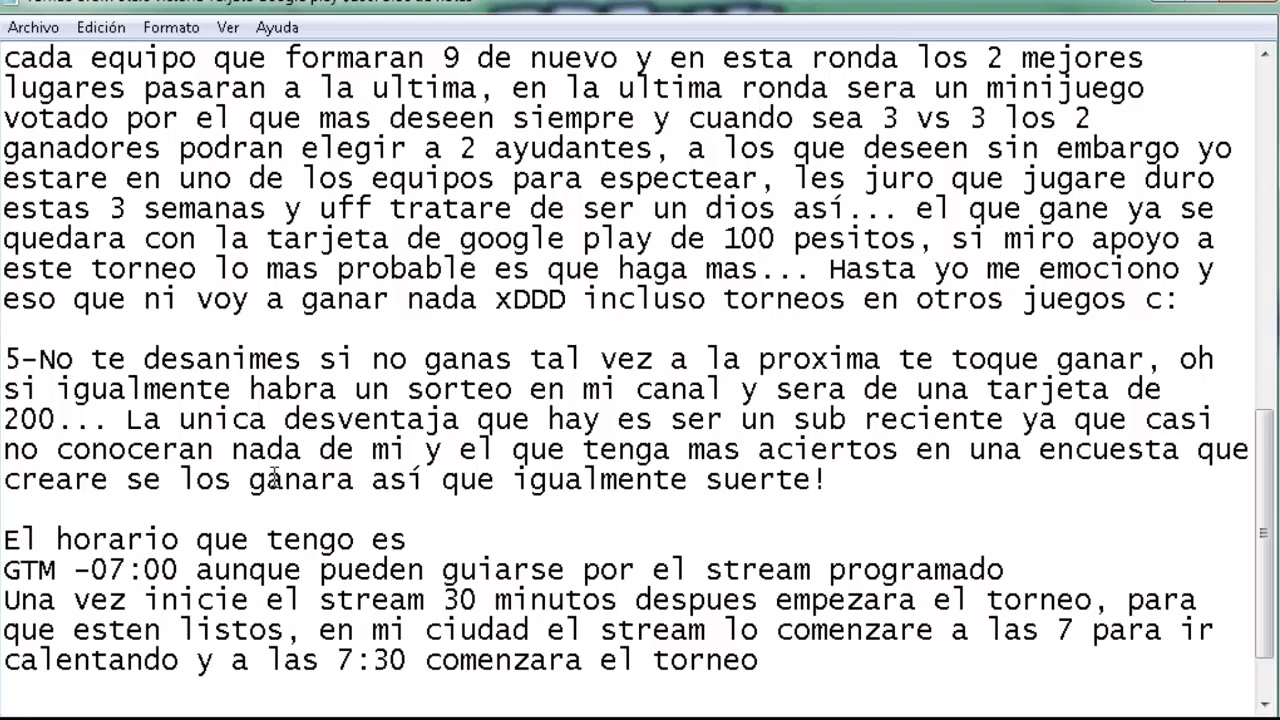 Archivo Edición Formato Ver Ayuda
cada equipo que formaran 9 de nuevo y en esta ronda los 2 mejores
lugares pasaran a la ultima, en la ultima ronda sera un minijuego
votado por el que mas deseen siempre y cuando sea 3 vs 3 los 2
ganadores podran elegir a 2 ayudantes, a los que deseen sin embargo yo
estare en uno de los equipos para espectear, les juro que jugare duro
estas 3 semanas y uff tratare de ser un dios así... el que gane ya se
quedara con la tarjeta de google play de 100 pesitos, si miro apoyo a
este torneo lo mas probable es que haga mas... Hasta yo me emociono y
eso que ni voy a ganar nada xDDD incluso torneos en otros juegos c:
5-No te desanimes si no ganas tal vez a la proxima te toque ganar, oh
si igualmente habra un sorteo en mi canal y sera de una tarjeta de
200... La unica desventaja que hay es ser un sub reciente ya que casi
no conoceran nada de mi y el que tenga mas aciertos en una encuesta que
creare se los ganara así que igualmente suerte!
El horario que tengo es
GTM -07:00 aunque pueden guiarse por el stream programado
Una vez inicie el stream 30 minutos despues empezara el torneo, para
que esten listos, en mi ciudad el stream lo comenzare a las 7 para ir
calentando y a las 7:30 comenzara el torneo